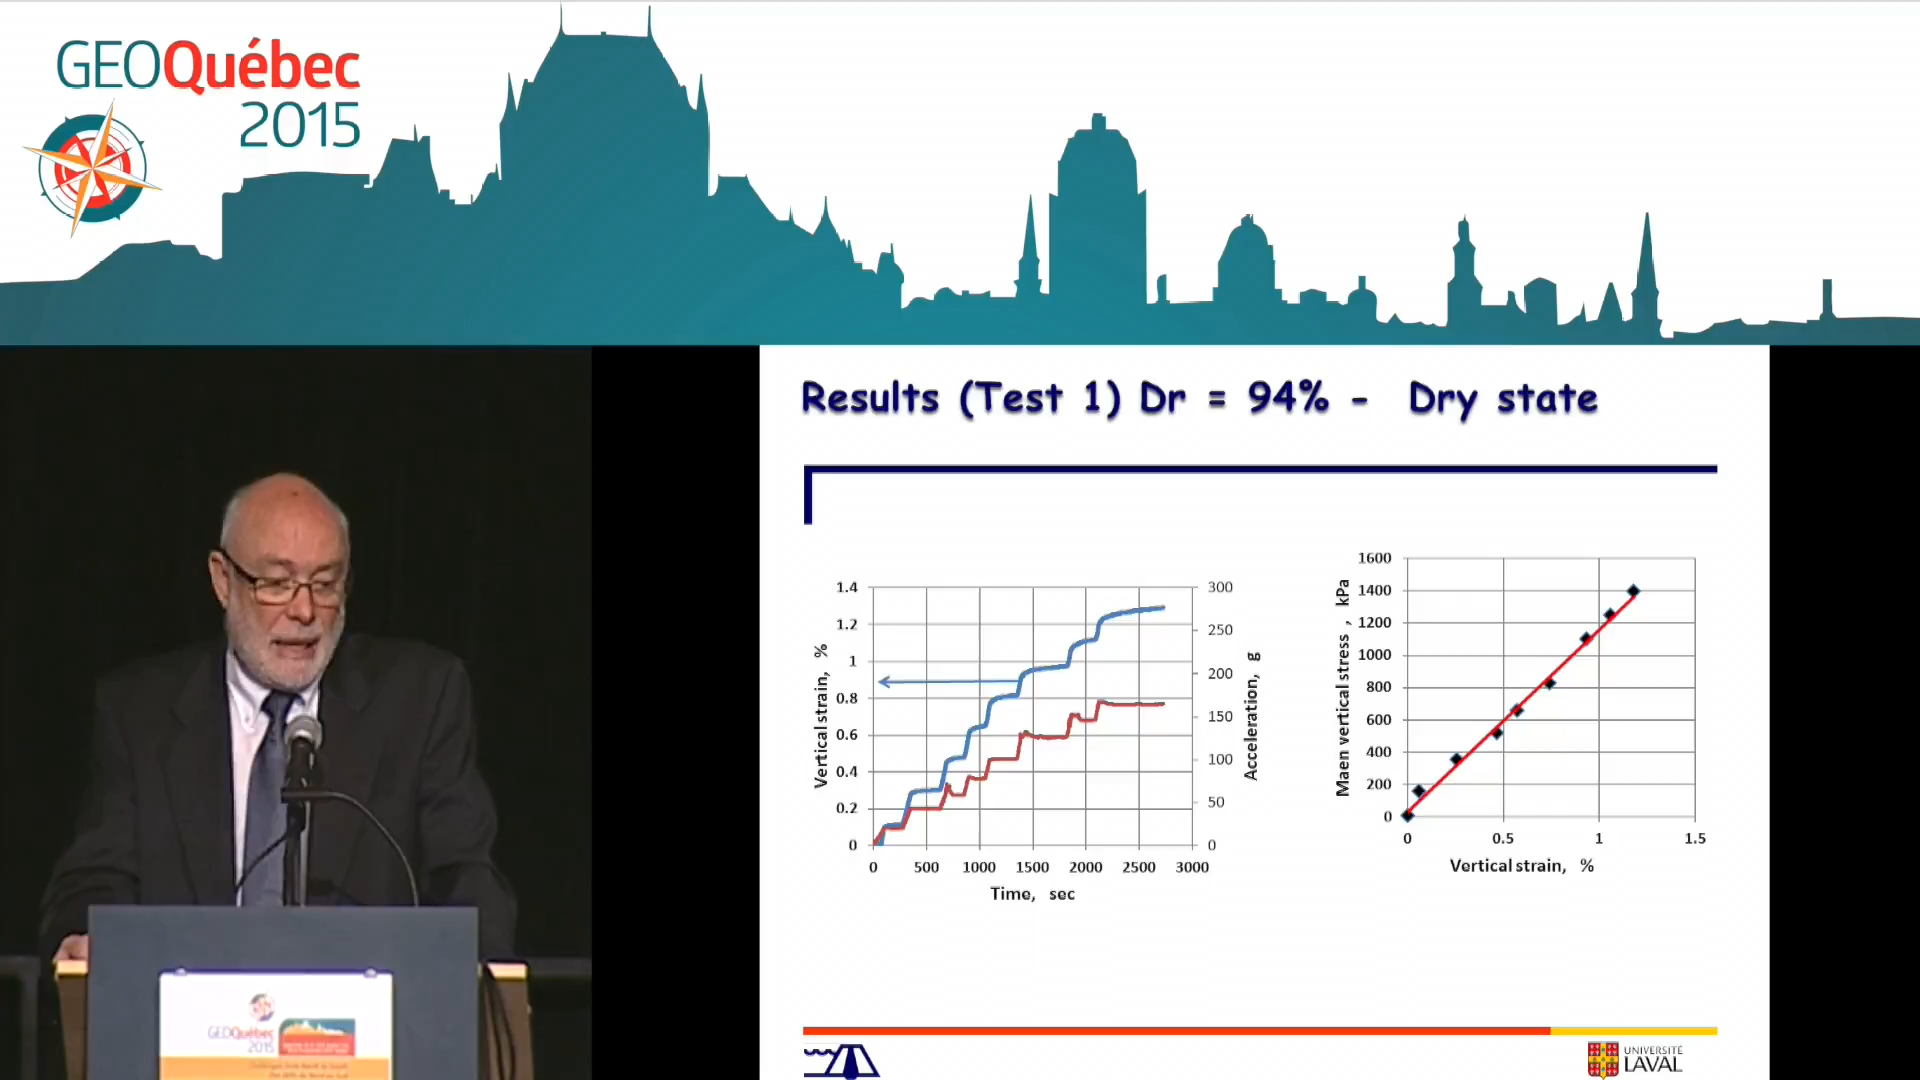 GEOQuébec
2015
Results (Test 1) Dr = 94% - Dry state
1.4
1.2
1
0.8
0.6
0.4
0.2
0
Vertical strain, %
300
250
200
150
100
50
0
Acceleration, g
0 500 1000 1500 2000 2500 3000
Time, sec
1600
1400
1200
1000
800
600
400
200
0
Maen vertical stress , kPa
0 0.5 1 1.5
Vertical strain, %
GEOQuébec
2015
UNIVERSITÉ
LAVAL